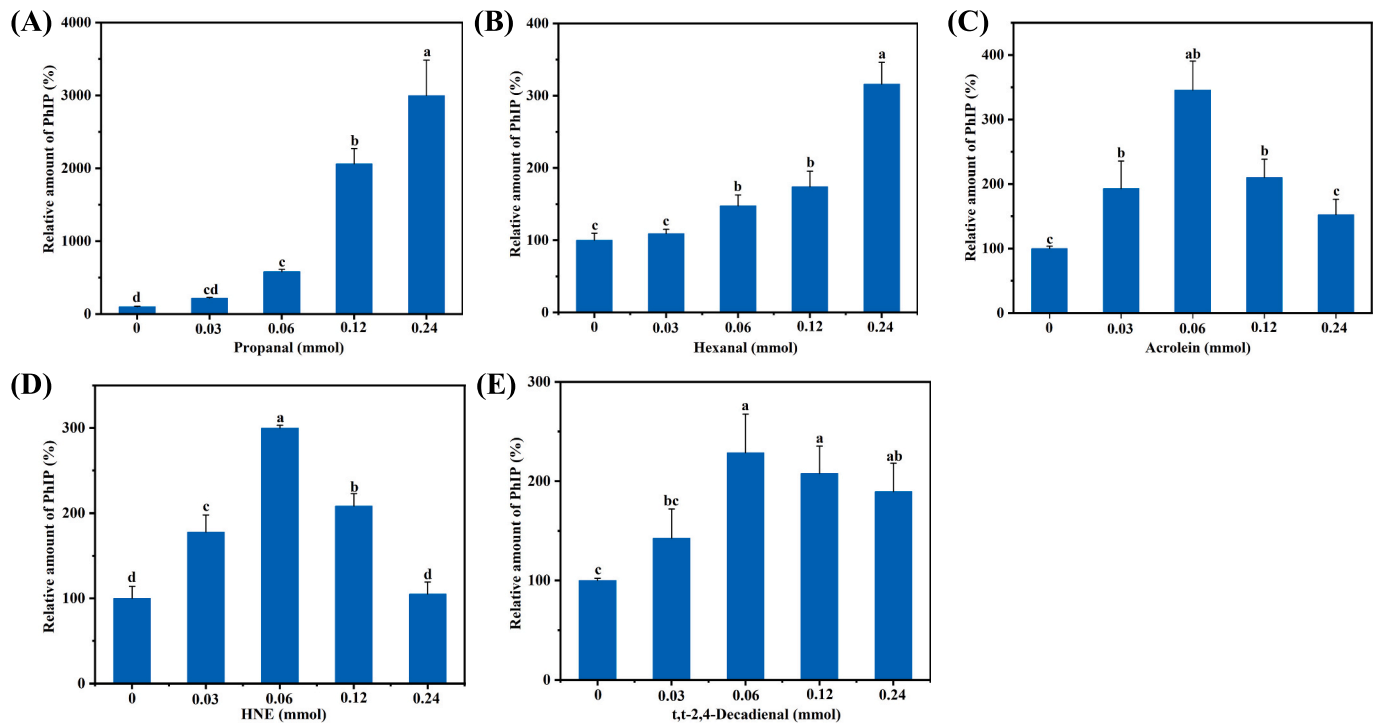 (A)
Relative amount of PhIP (%)
4000
3000
2000
1000
0
d
cd
c
b
a
0 0.03 0.06 0.12 0.24
Propanal (mmol)
(B)
Relative amount of PhIP (%)
400
300
200
100
0
c
c
b
b
a
0 0.03 0.06 0.12 0.24
Hexanal (mmol)
(C)
Relative amount of PhIP (%)
400
350
300
200
100
0
c
b
ab
b
c
0 0.03 0.06 0.12 0.24
Acrolein (mmol)
(D)
Relative amount of PhIP (%)
300
200
100
0
d
c
a
b
d
0 0.03 0.06 0.12 0.24
HNE (mmol)
(E)
Relative amount of PhIP (%)
300
200
100
0
c
bc
a
a
ab
0 0.03 0.06 0.12 0.24
t,t-2,4-Decadienal (mmol)